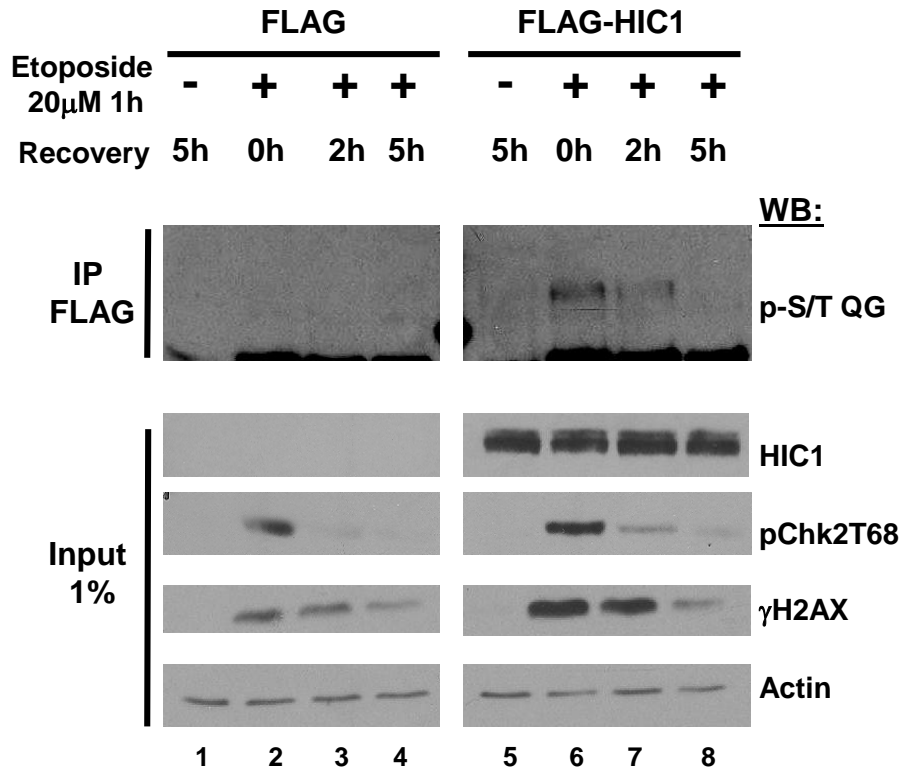 FLAG FLAG-HIC1
Etoposide 20µM 1h - + + + - + + +
Recovery 5h 0h 2h 5h 5h 0h 2h 5h
WB:
IP FLAG
p-S/T QG
HIC1
pChk2T68
Input 1%
γH2AX
Actin
1 2 3 4 5 6 7 8